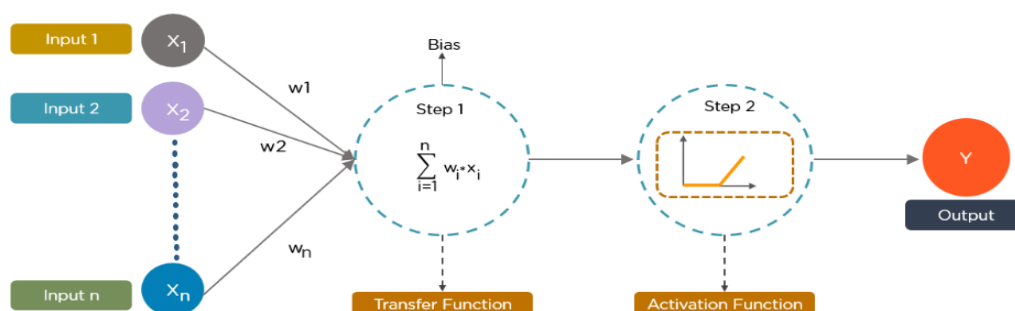 Input 1
X1
Input 2
X2
Input n
Xn
w1
w2
wn
Bias
Step 1
n
∑ wi*xi
i=1
Transfer Function
Step 2
Activation Function
Y
Output